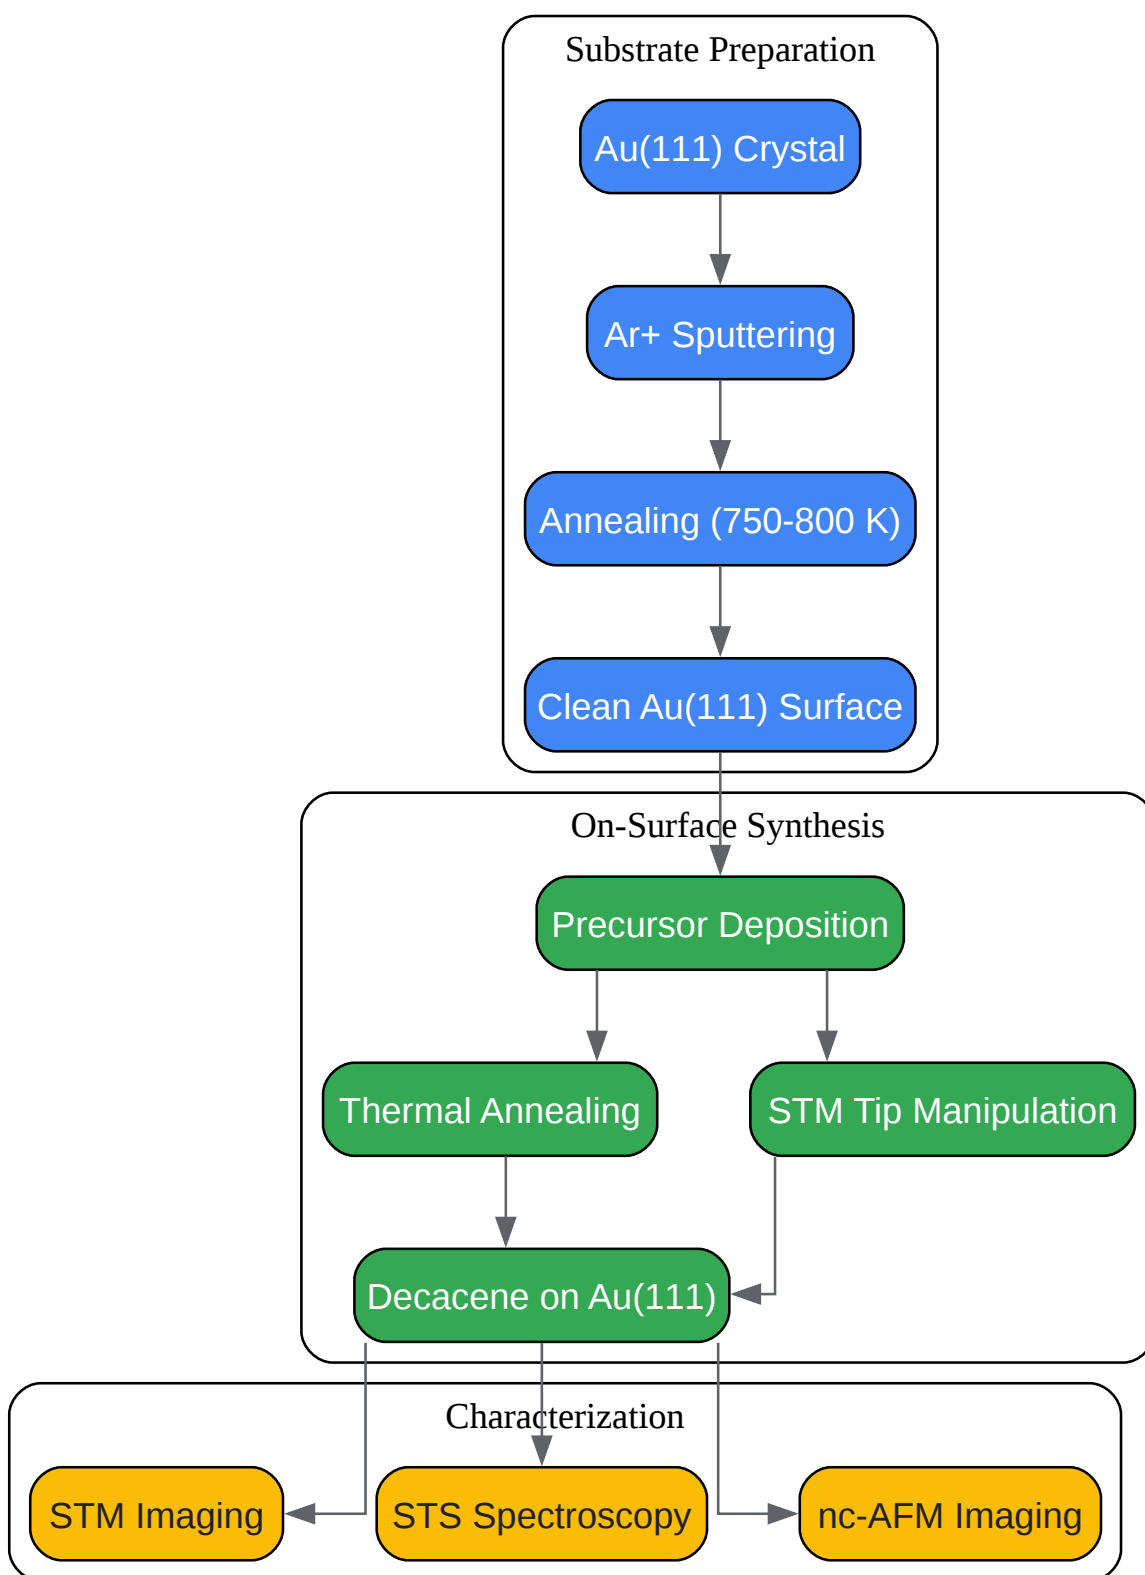 Substrate Preparation
Au(111) Crystal
Ar+ Sputtering
Annealing (750-800 K)
Clean Au(111) Surface
On-Surface Synthesis
Precursor Deposition
Thermal Annealing
STM Tip Manipulation
Decacene on Au(111)
Characterization
STM Imaging
STS Spectroscopy
nc-AFM Imaging